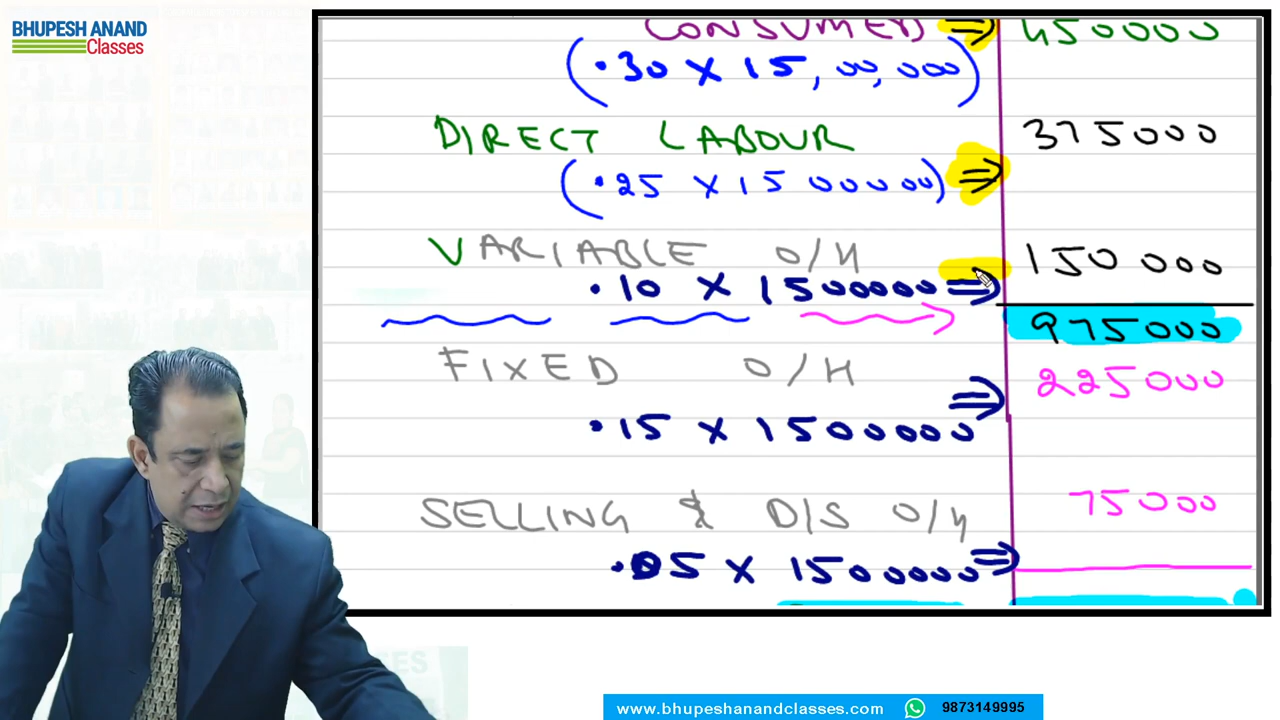 BHUPESH ANAND
Classes
CONSUMED ⇒ 450000
(.30 X 15,00,000)
DIRECT LABOUR 375000
(.25 X 1500000) ⇒
VARIABLE O/H 150000
.10 X 1500000 ⇒
975000
FIXED O/H 225000
.15 X 1500000 ⇒
SELLING & D/S O/H 75000
.05 X 1500000 ⇒
www.bhupeshanandclasses.com 9873149995